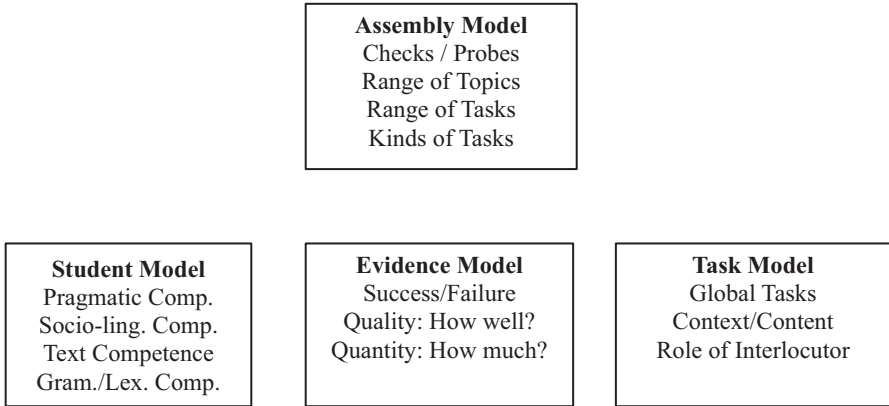 Assembly Model
Checks / Probes
Range of Topics
Range of Tasks
Kinds of Tasks
Student Model
Pragmatic Comp.
Socio-ling. Comp.
Text Competence
Gram./Lex. Comp.
Evidence Model
Success/Failure
Quality: How well?
Quantity: How much?
Task Model
Global Tasks
Context/Content
Role of Interlocutor